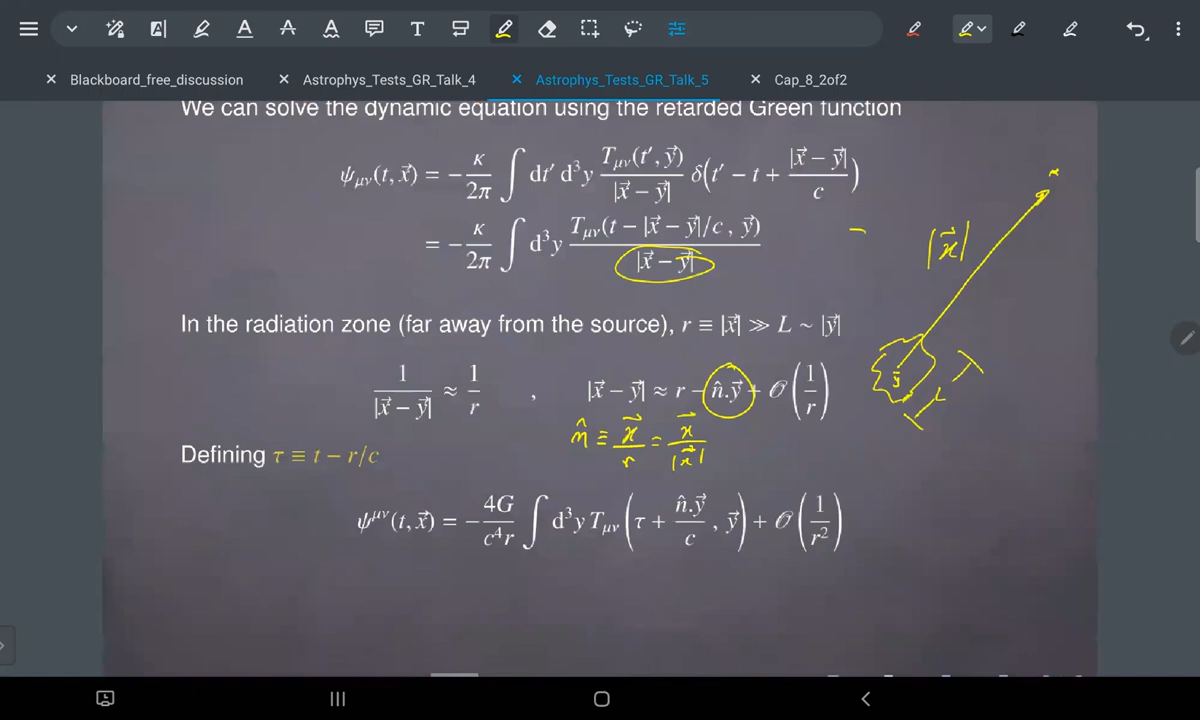 Blackboard_free_discussion Astrophys_Tests_GR_Talk_4 Astrophys_Tests_GR_Talk_5 Cap_8_2of2
We can solve the dynamic equation using the retarded Green function
ψ_μν(t, x⃗) = − κ/2π ∫ dt′ d³y T_μν(t′, y⃗)/|x⃗ − y⃗| δ(t′ − t + |x⃗ − y⃗|/c)
= − κ/2π ∫ d³y T_μν(t − |x⃗ − y⃗|/c , y⃗)/|x⃗ − y⃗|
|x⃗|
In the radiation zone (far away from the source), r ≡ |x⃗| ≫ L ∼ |y⃗|
1/|x⃗ − y⃗| ≈ 1/r , |x⃗ − y⃗| ≈ r − n̂.y⃗ + 𝒪(1/r)
y⃗
L
n̂ ≡ x⃗/r = x⃗/|x⃗|
Defining τ ≡ t − r/c
ψ^μν(t, x⃗) = − 4G/c⁴r ∫ d³y T_μν(τ + n̂.y⃗/c , y⃗) + 𝒪(1/r²)